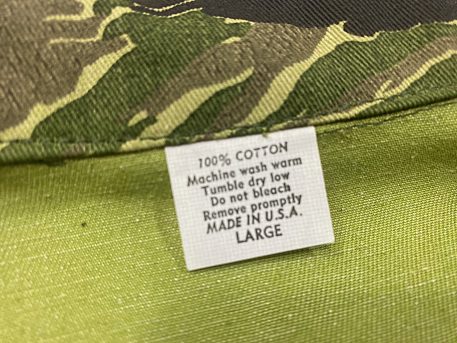 100% COTTON
Machine wash warm
Tumble dry low
Do not bleach
Remove promptly
MADE IN U.S.A.
LARGE